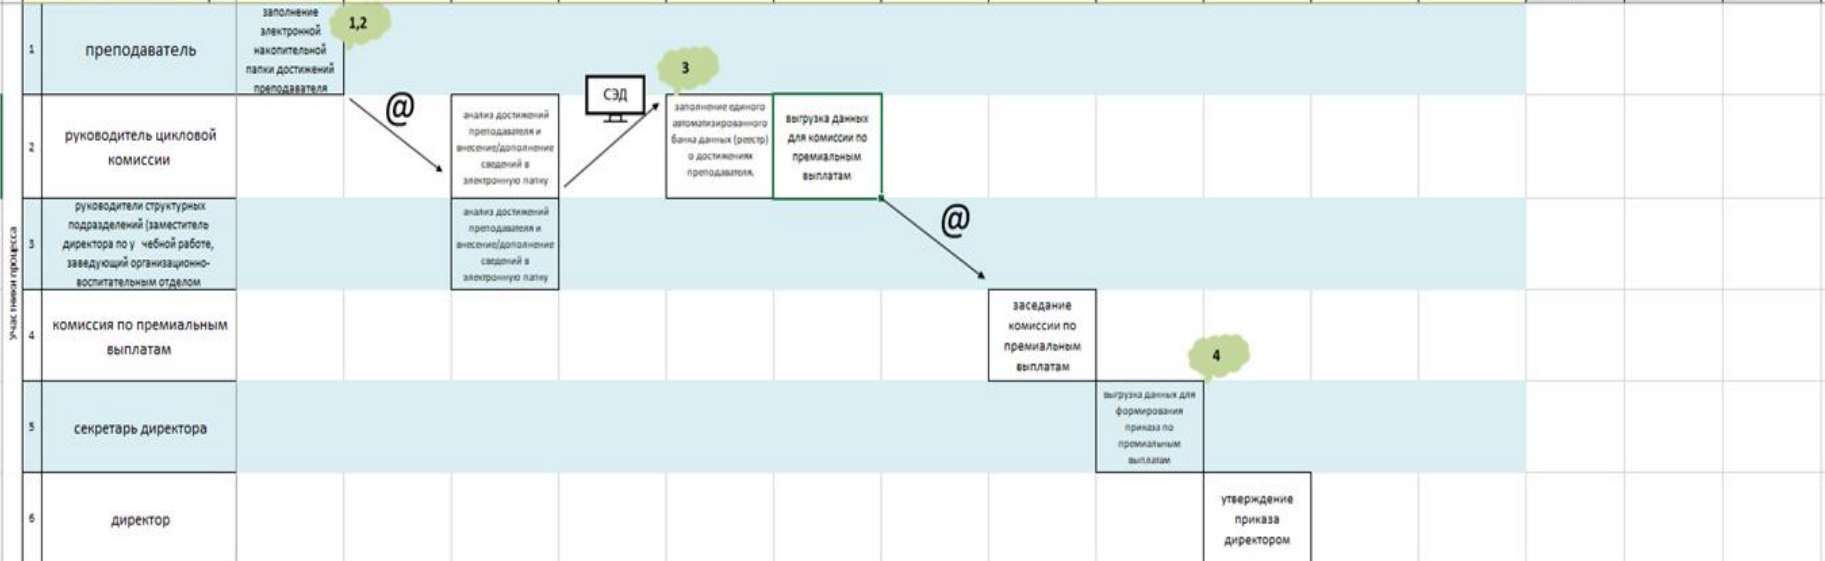 Участники процесса
1
преподаватель
заполнение
электронной
накопительной
папки достижений
преподавателя
1,2
@
2
руководитель цикловой
комиссии
анализ достижений
преподавателя и
внесение/дополнение
сведений в
электронную папку
СЭД
3
заполнение единого
автоматизированного
банка данных (реестр)
о достижениях
преподавателя,
выгрузка данных
для комиссии по
премиальным
выплатам
@
3
руководители структурных
подразделений (заместитель
директора по у чебной работе,
заведующий организационно-
воспитательным отделом
анализ достижений
преподавателя и
внесение/дополнение
сведений в
электронную папку
4
комиссия по премиальным
выплатам
заседание
комиссии по
премиальным
выплатам
4
5
секретарь директора
выгрузка данных для
формирования
приказа по
премиальным
выплатам
6
директор
утверждение
приказа
директором